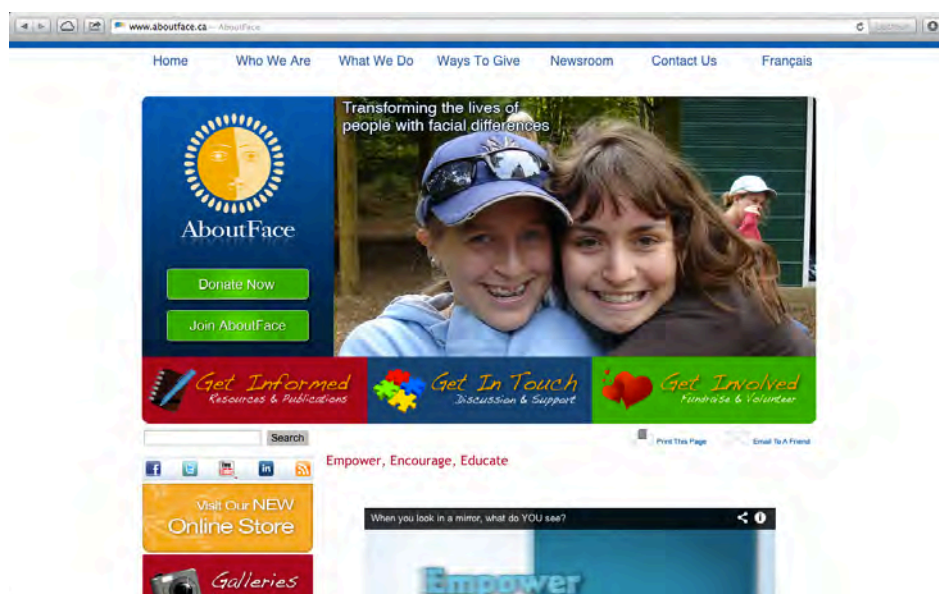 www.aboutface.ca – AboutFace
Home Who We Are What We Do Ways To Give Newsroom Contact Us Français
Transforming the lives of
people with facial differences
AboutFace
Donate Now
Join AboutFace
Get Informed
Resources & Publications
Get In Touch
Discussion & Support
Get Involved
Fundraise & Volunteer
Search
Print This Page Email To A Friend
Empower, Encourage, Educate
Visit Our NEW
Online Store
When you look in a mirror, what do YOU see?
Empower
Galleries